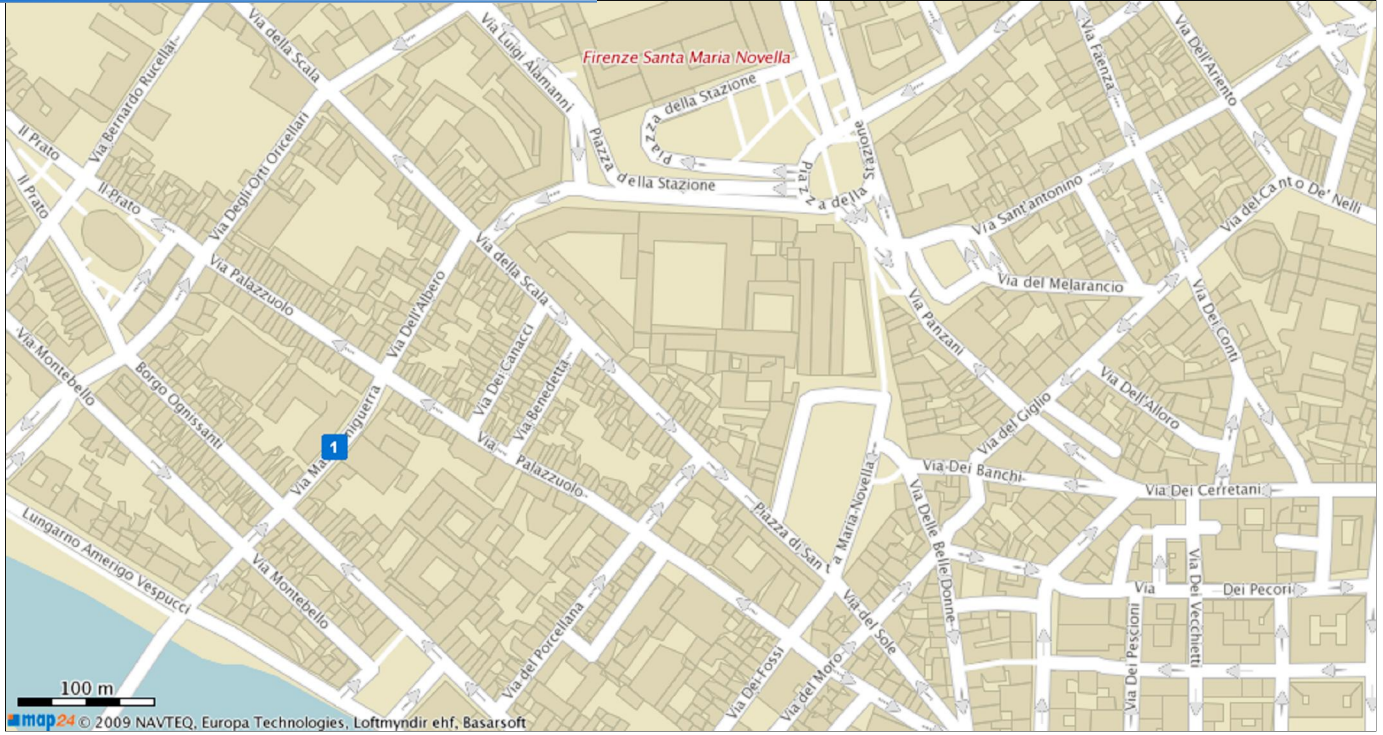 Via della Scala
Via Luigi Alamanni
Firenze Santa Maria Novella
Via Faenza
Via Dell'Ariento
Via Bernardo Rucellai
Piazza della Stazione
Il Prato
Via Degli Orti Oricellari
Piazza della Stazione
Piazza della Stazione
Il Prato
Il Prato
Via Sant'antonino
Via del Canto De' Nelli
Via Palazzuolo
Via della Scala
Via Dell'Albero
Via del Melarancio
Via Panzani
Via Dei Conti
Via Montebello
Borgo Ognissanti
Via Dei Canacci
Via Benedetta
Via Dell'Alloro
Via del Giglio
1
Via Palazzuolo
Via Dei Banchi
Via Dei Cerretani
Lungarno Amerigo Vespucci
Via Montebello
Piazza di Santa Maria Novella
Via Delle Belle Donne
Via Dei Pecori
Via Dei Vecchietti
Via del Porcellana
Via del Sole
Via Dei Pescioni
Via Dei Fossi
Via del Moro
100 m
map24 © 2009 NAVTEQ, Europa Technologies, Loftmyndir ehf, Basarsoft